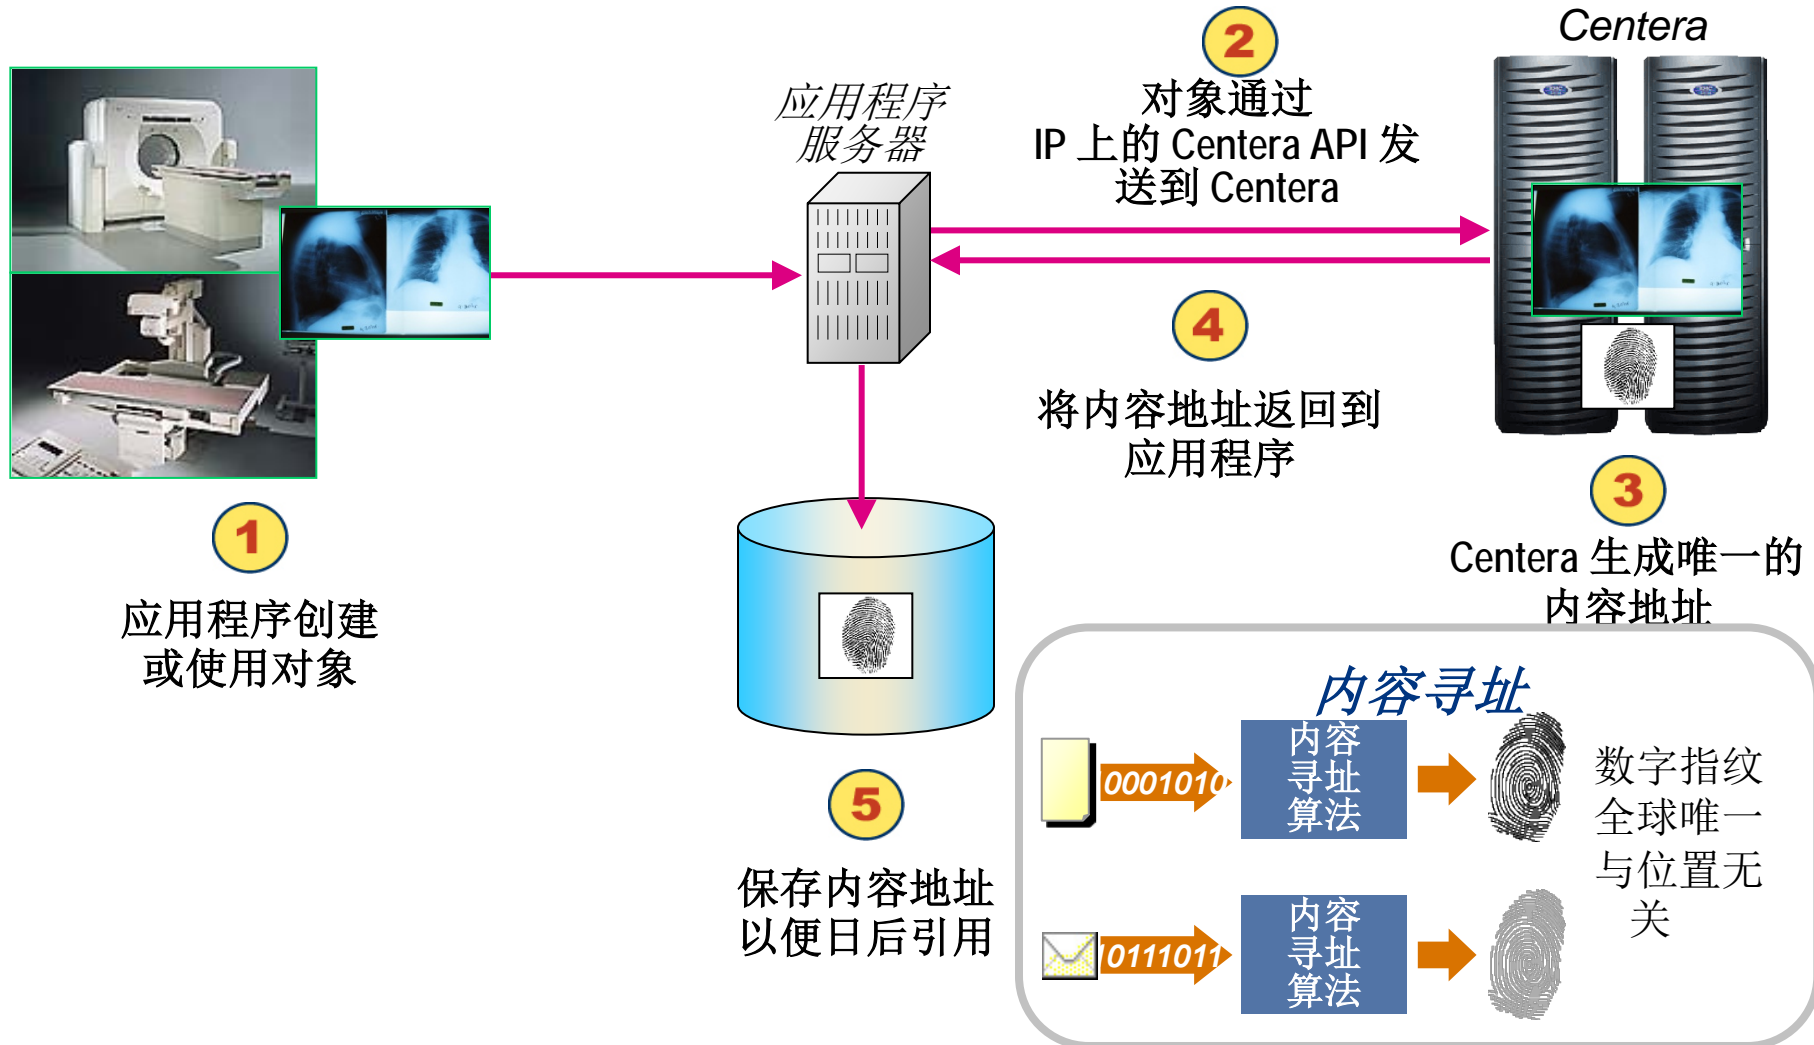 Centera
2
对象通过
IP 上的 Centera API 发
送到 Centera
应用程序
服务器
4
将内容地址返回到
应用程序
3
Centera 生成唯一的
内容地址
1
应用程序创建
或使用对象
5
保存内容地址
以便日后引用
内容寻址
10001010
内容
寻址
算法
数字指纹
全球唯一
与位置无
关
10111011
内容
寻址
算法